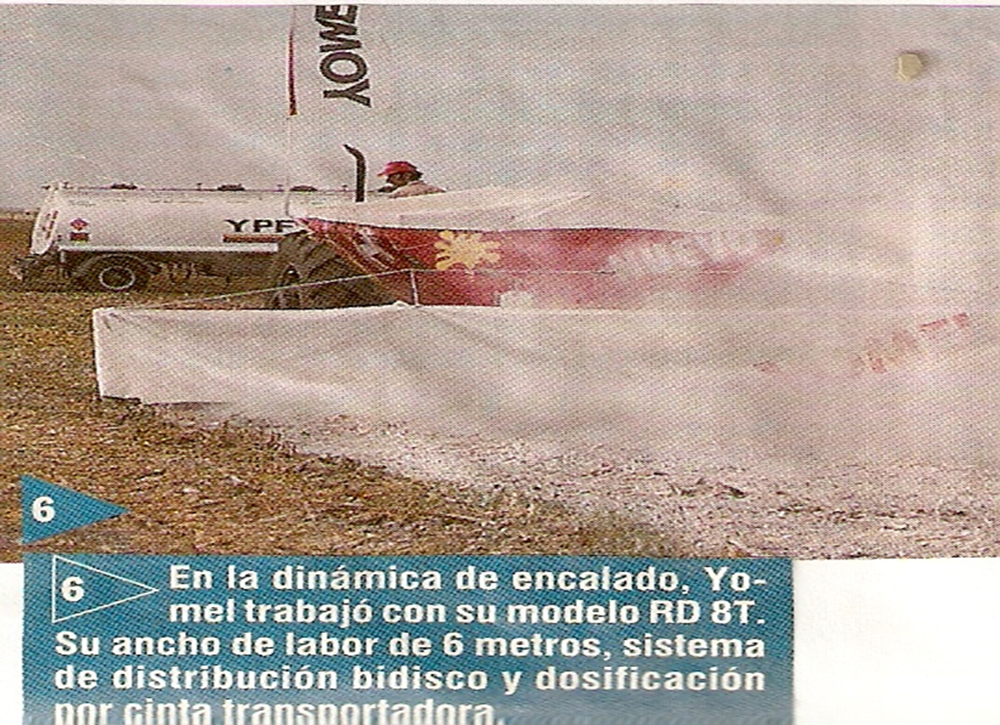 YOME
YPF
6
6
En la dinámica de encalado, Yo-
mel trabajó con su modelo RD 8T.
Su ancho de labor de 6 metros, sistema
de distribución bidisco y dosificación
por cinta transportadora.